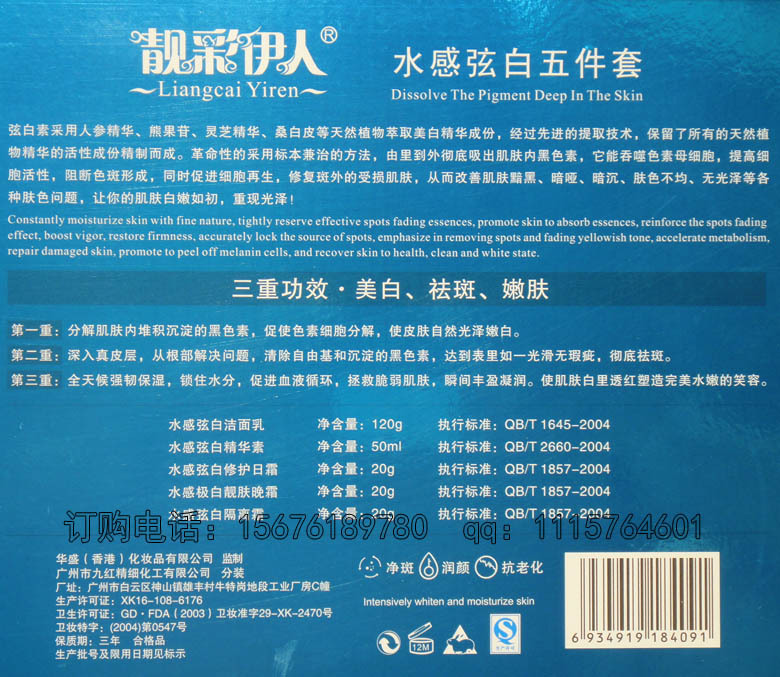 靓彩伊人®
~Liangcai Yiren~
水感弦白五件套
Dissolve The Pigment Deep In The Skin
弦白素采用人参精华、熊果苷、灵芝精华、桑白皮等天然植物萃取美白精华成份，经过先进的提取技术，保留了所有的天然植
物精华的活性成份精制而成。革命性的采用标本兼治的方法，由里到外彻底吸出肌肤内黑色素，它能吞噬色素母细胞，提高细
胞活性，阻断色斑形成，同时促进细胞再生，修复斑外的受损肌肤，从而改善肌肤黯黑、暗哑、暗沉、肤色不均、无光泽等各
种肤色问题，让你的肌肤白嫩如初，重现光泽！
Constantly moisturize skin with fine nature, tightly reserve effective spots fading essences, promote skin to absorb essences, reinforce the spots fading
effect, boost vigor, restore firmness, accurately lock the source of spots, emphasize in removing spots and fading yellowish tone, accelerate metabolism,
repair damaged skin, promote to peel off melanin cells, and recover skin to health, clean and white state.
三重功效·美白、祛斑、嫩肤
第一重：分解肌肤内堆积沉淀的黑色素，促使色素细胞分解，使皮肤自然光泽嫩白。
第二重：深入真皮层，从根部解决问题，清除自由基和沉淀的黑色素，达到表里如一光滑无瑕疵，彻底祛斑。
第三重：全天候强韧保湿，锁住水分，促进血液循环，拯救脆弱肌肤，瞬间丰盈凝润。使肌肤白里透红塑造完美水嫩的笑容。
水感弦白洁面乳 净含量：120g 执行标准：QB/T 1645-2004
水感弦白精华素 净含量：50ml 执行标准：QB/T 2660-2004
水感弦白修护日霜 净含量：20g 执行标准：QB/T 1857-2004
水感极白靓肤晚霜 净含量：20g 执行标准：QB/T 1857-2004
水感弦白隔离霜 净含量：20g 执行标准：QB/T 1857-2004
订购电话：15676189780 qq：1115764601
华盛（香港）化妆品有限公司 监制
广州市九红精细化工有限公司 分装
厂址：广州市白云区神山镇雄丰村牛特岗地段工业厂房C幢
生产许可证：XK16-108-6176
卫生许可证：GD·FDA（2003）卫妆准字29-XK-2470号
卫妆特字：(2004)第0547号
保质期：三年 合格品
生产批号及限用日期见标示
净斑 润颜 抗老化
Intensively whiten and moisturize skin
12M
QS
6 934919 184091